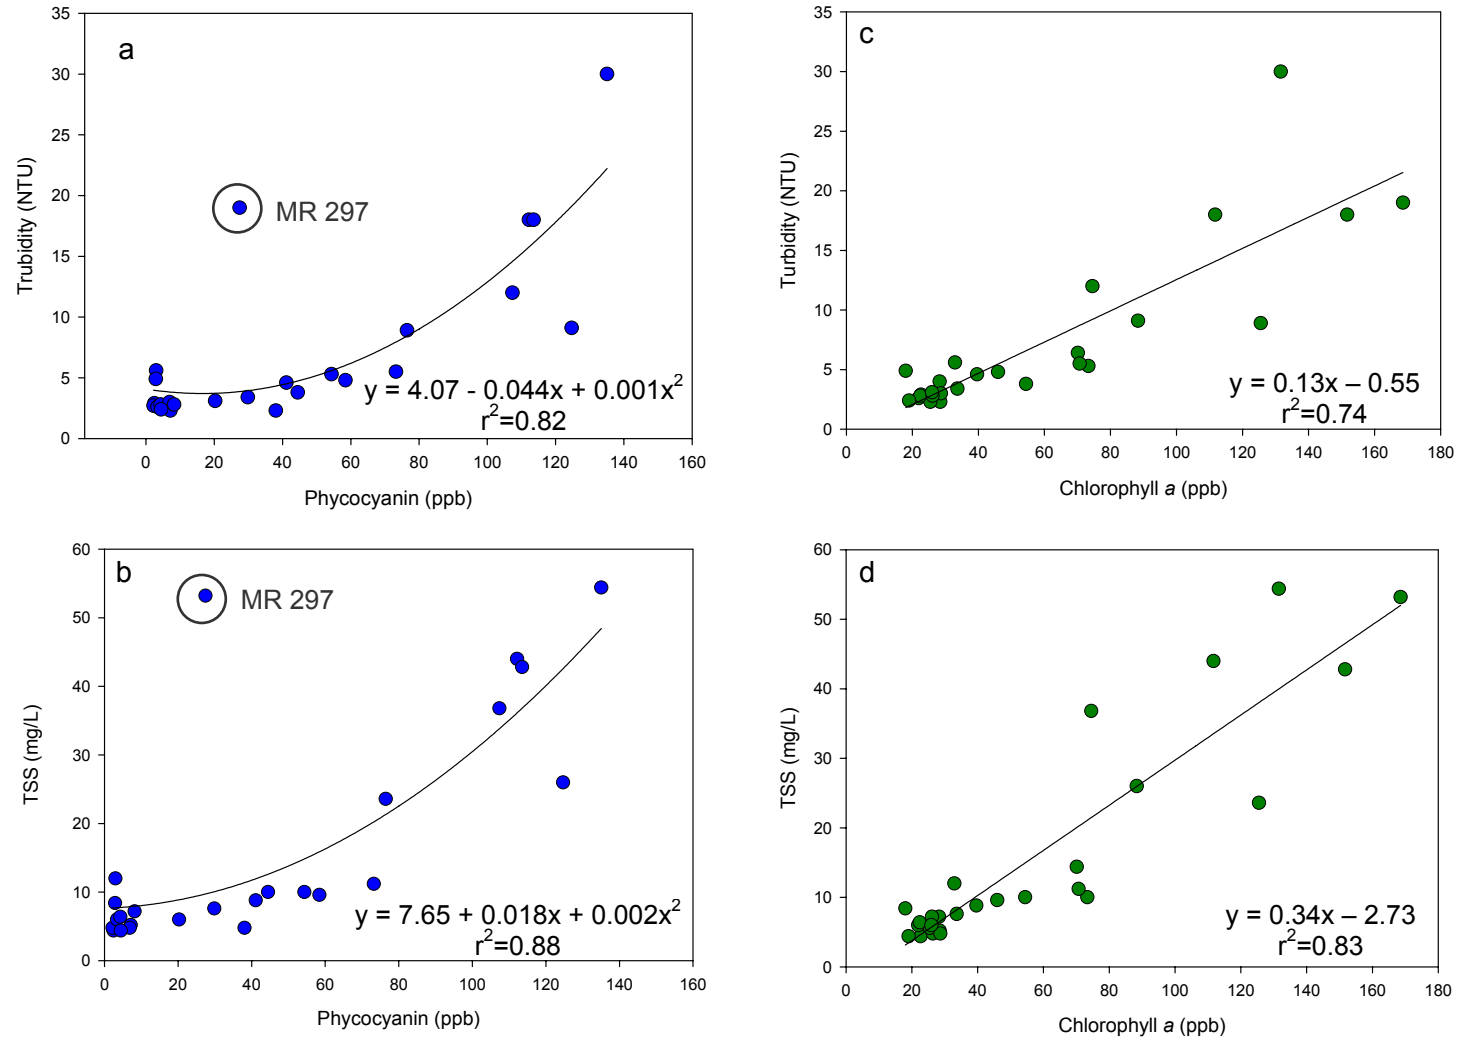 a
35
30
25
20
15
10
5
0
Trubidity (NTU)
MR 297
y = 4.07 - 0.044x + 0.001x²
r²=0.82
0 20 40 60 80 100 120 140 160
Phycocyanin (ppb)
c
35
30
25
20
15
10
5
0
Turbidity (NTU)
y = 0.13x – 0.55
r²=0.74
0 20 40 60 80 100 120 140 160 180
Chlorophyll a (ppb)
b
60
50
40
30
20
10
0
TSS (mg/L)
MR 297
y = 7.65 + 0.018x + 0.002x²
r²=0.88
0 20 40 60 80 100 120 140 160
Phycocyanin (ppb)
d
60
50
40
30
20
10
0
TSS (mg/L)
y = 0.34x – 2.73
r²=0.83
0 20 40 60 80 100 120 140 160 180
Chlorophyll a (ppb)